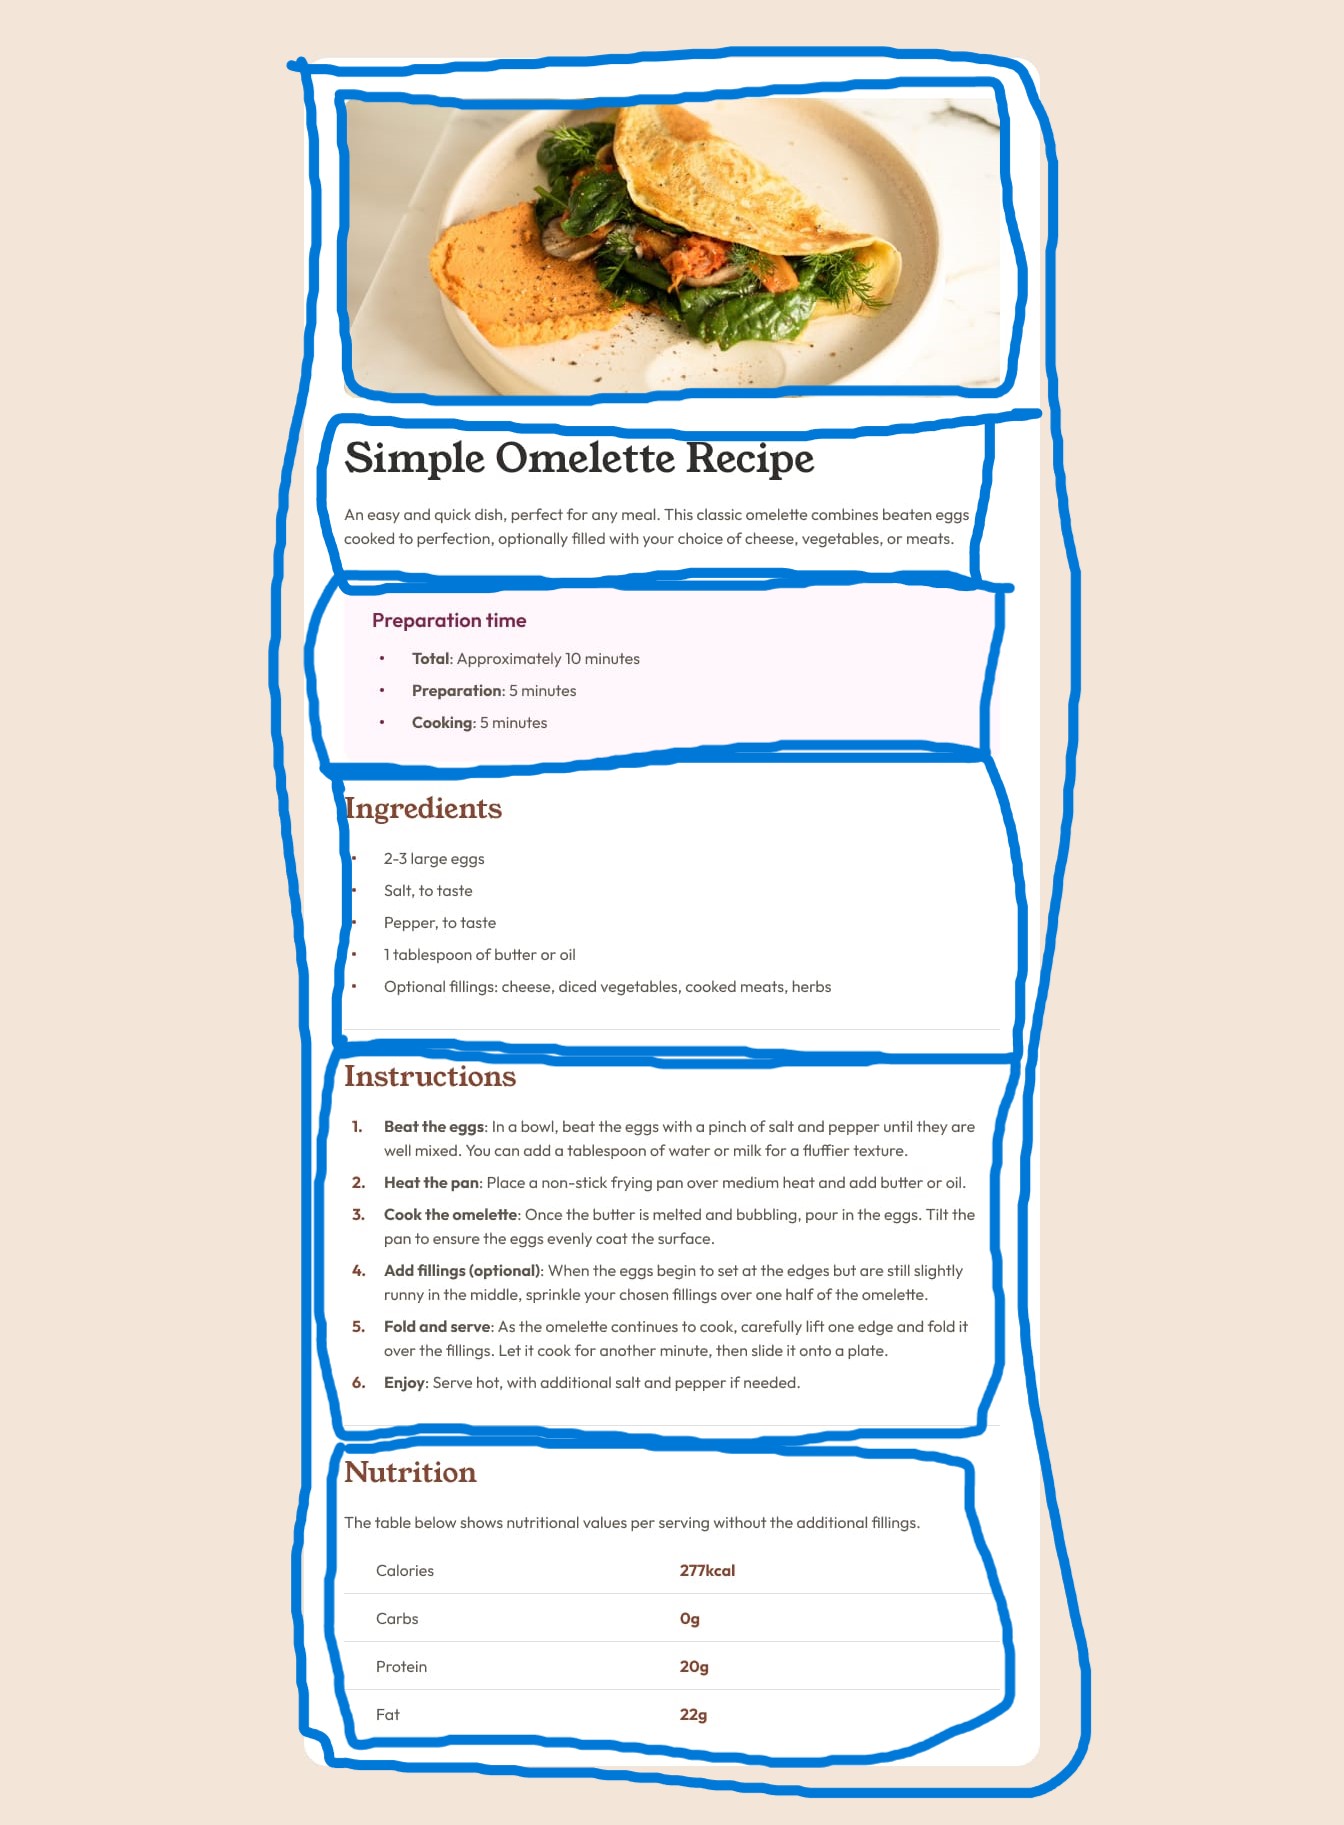 Simple Omelette Recipe
An easy and quick dish, perfect for any meal. This classic omelette combines beaten eggs
cooked to perfection, optionally filled with your choice of cheese, vegetables, or meats.
Preparation time
• Total: Approximately 10 minutes
• Preparation: 5 minutes
• Cooking: 5 minutes
Ingredients
• 2-3 large eggs
• Salt, to taste
• Pepper, to taste
• 1 tablespoon of butter or oil
• Optional fillings: cheese, diced vegetables, cooked meats, herbs
Instructions
1. Beat the eggs: In a bowl, beat the eggs with a pinch of salt and pepper until they are
well mixed. You can add a tablespoon of water or milk for a fluffier texture.
2. Heat the pan: Place a non-stick frying pan over medium heat and add butter or oil.
3. Cook the omelette: Once the butter is melted and bubbling, pour in the eggs. Tilt the
pan to ensure the eggs evenly coat the surface.
4. Add fillings (optional): When the eggs begin to set at the edges but are still slightly
runny in the middle, sprinkle your chosen fillings over one half of the omelette.
5. Fold and serve: As the omelette continues to cook, carefully lift one edge and fold it
over the fillings. Let it cook for another minute, then slide it onto a plate.
6. Enjoy: Serve hot, with additional salt and pepper if needed.
Nutrition
The table below shows nutritional values per serving without the additional fillings.
Calories 277kcal
Carbs 0g
Protein 20g
Fat 22g